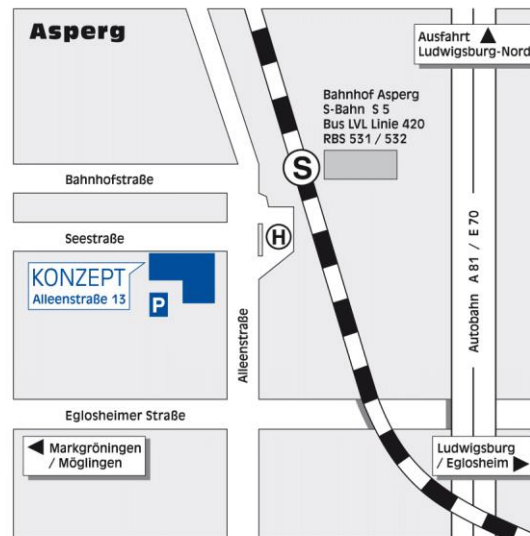 Asperg
Ausfahrt ▲
Ludwigsburg-Nord
Bahnhof Asperg
S-Bahn S 5
Bus LVL Linie 420
RBS 531 / 532
S
Bahnhofstraße
Seestraße
H
KONZEPT
Alleenstraße 13
P
Alleenstraße
Autobahn A 81 / E 70
Eglosheimer Straße
◀ Markgröningen
/ Möglingen
Ludwigsburg
/ Eglosheim ▶